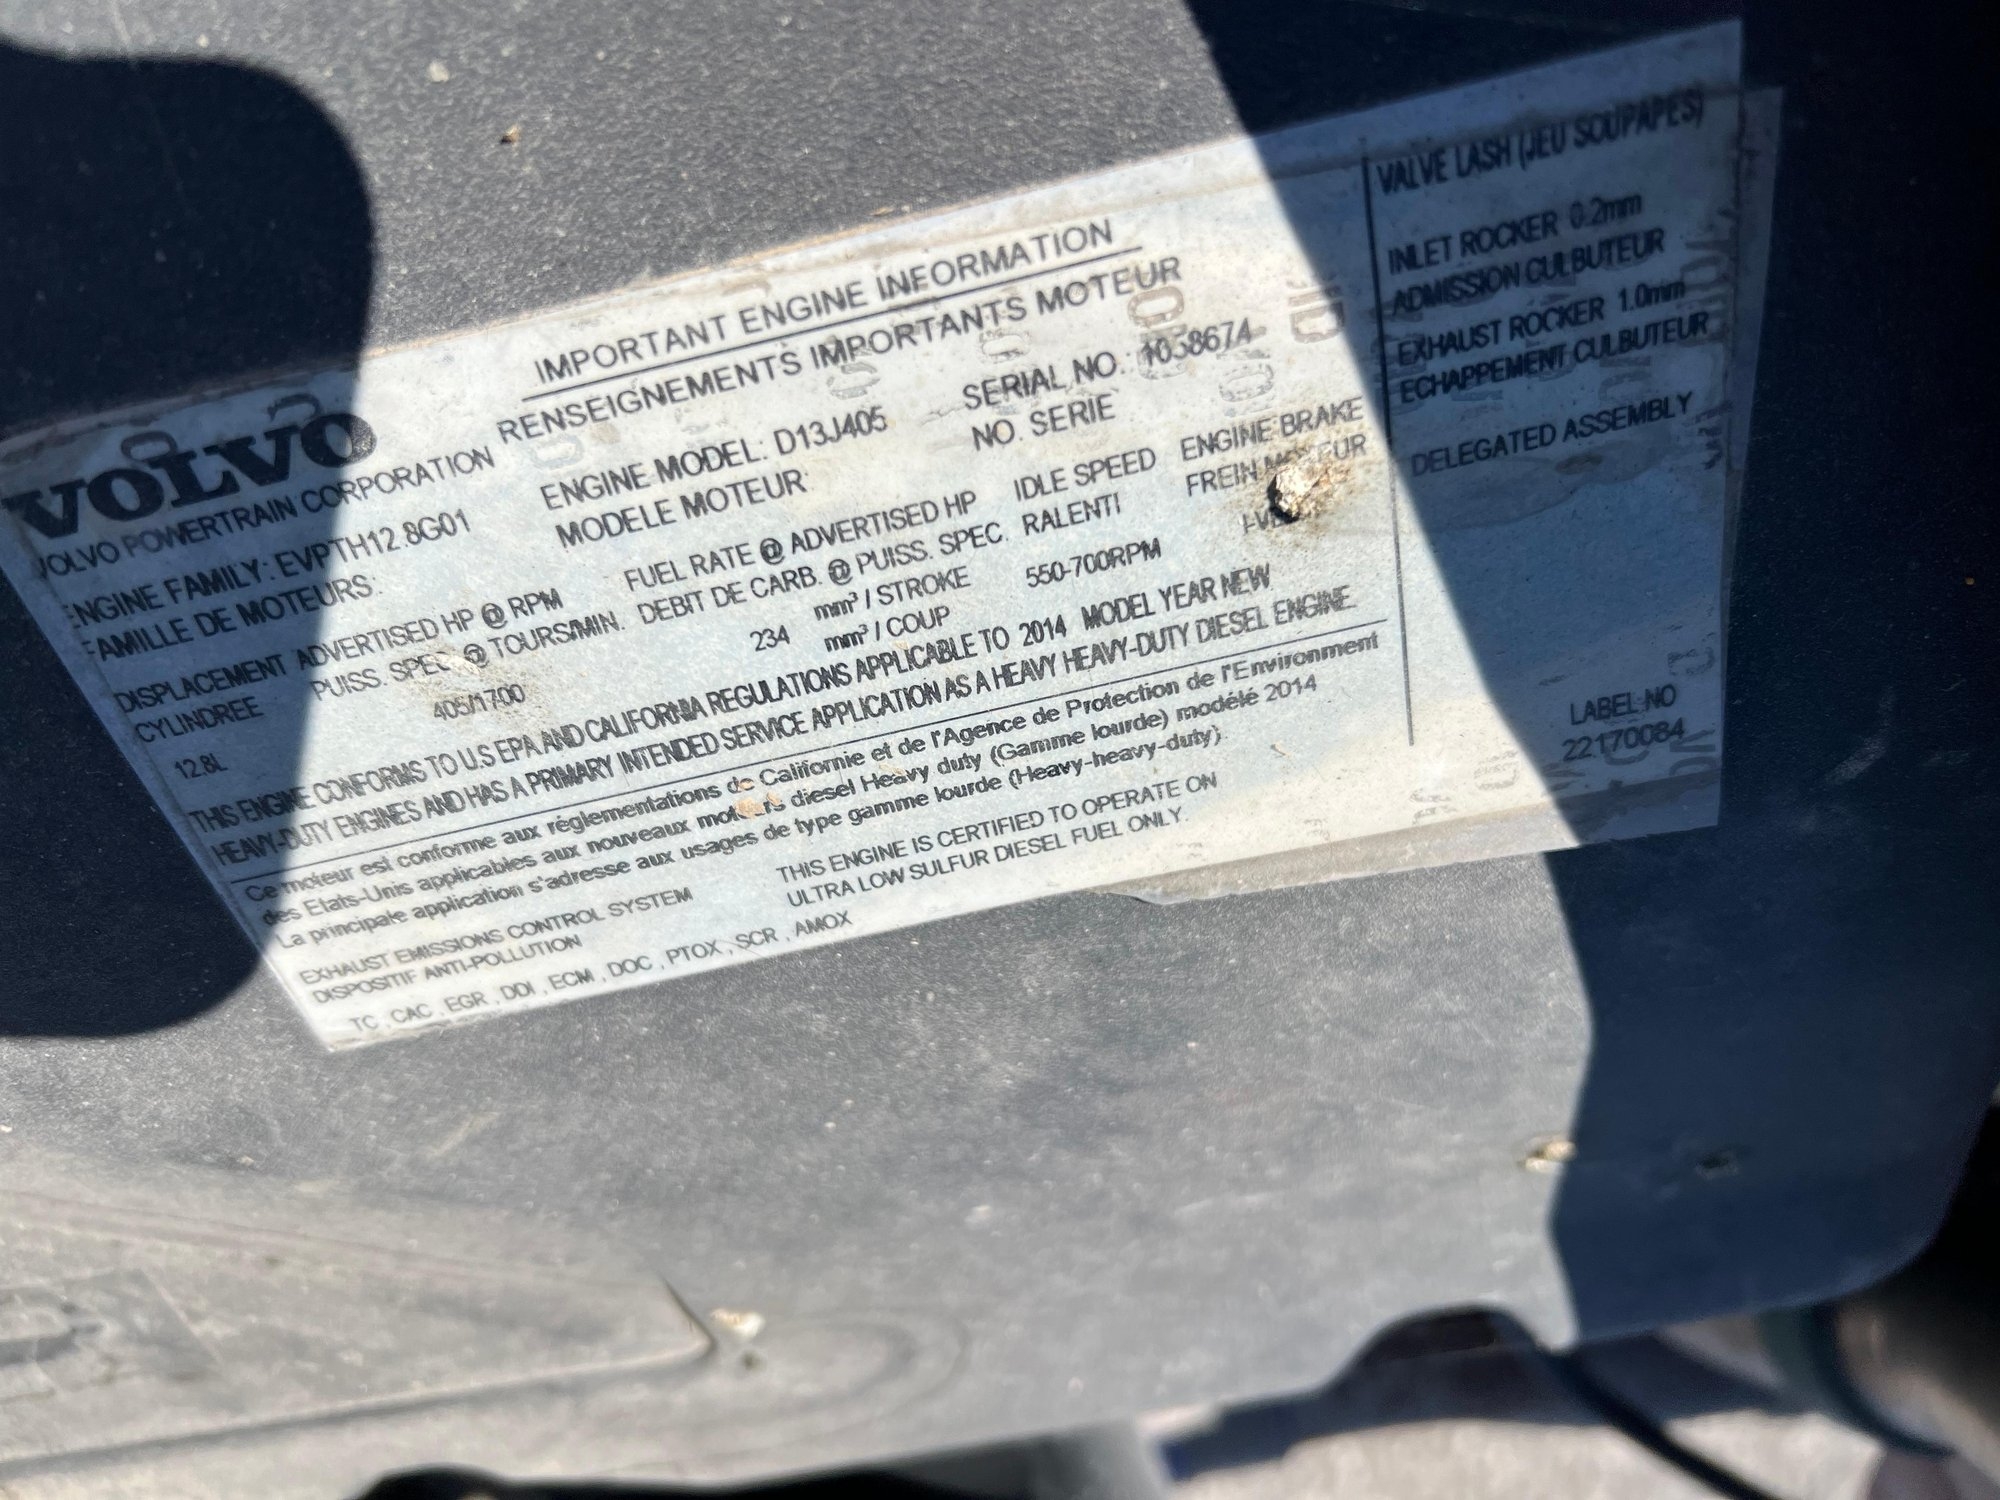 VOLVO
VOLVO POWERTRAIN CORPORATION
IMPORTANT ENGINE INFORMATION
RENSEIGNEMENTS IMPORTANTS MOTEUR
ENGINE FAMILY: EVPTH12.8G01
FAMILLE DE MOTEURS:
ENGINE MODEL: D13J405
MODELE MOTEUR:
SERIAL NO. : 1038674
NO. SERIE
DISPLACEMENT
CYLINDREE
12.8L
ADVERTISED HP @ RPM
PUISS. SPEC. @ TOURS/MIN.
405/1700
FUEL RATE @ ADVERTISED HP
DEBIT DE CARB. @ PUISS. SPEC.
234 mm³ / STROKE
mm³ / COUP
IDLE SPEED
RALENTI
550-700RPM
ENGINE BRAKE
FREIN MOTEUR
THIS ENGINE CONFORMS TO U.S EPA AND CALIFORNIA REGULATIONS APPLICABLE TO 2014 MODEL YEAR NEW
HEAVY-DUTY ENGINES AND HAS A PRIMARY INTENDED SERVICE APPLICATION AS A HEAVY HEAVY-DUTY DIESEL ENGINE
Ce moteur est conforme aux réglementations de Californie et de l'Agence de Protection de l'Environment
des Etats-Unis applicables aux nouveaux moteurs diesel Heavy duty (Gamme lourde) modélé 2014
La principale application s'adresse aux usages de type gamme lourde (Heavy-heavy-duty)
EXHAUST EMISSIONS CONTROL SYSTEM
DISPOSITIF ANTI-POLLUTION
TC , CAC , EGR , DDI , ECM , DOC , PTOX , SCR , AMOX
THIS ENGINE IS CERTIFIED TO OPERATE ON
ULTRA LOW SULFUR DIESEL FUEL ONLY.
VALVE LASH (JEU SOUPAPES)
INLET ROCKER 0.2mm
ADMISSION CULBUTEUR
EXHAUST ROCKER 1.0mm
ECHAPPEMENT CULBUTEUR
DELEGATED ASSEMBLY
LABEL NO
22170084